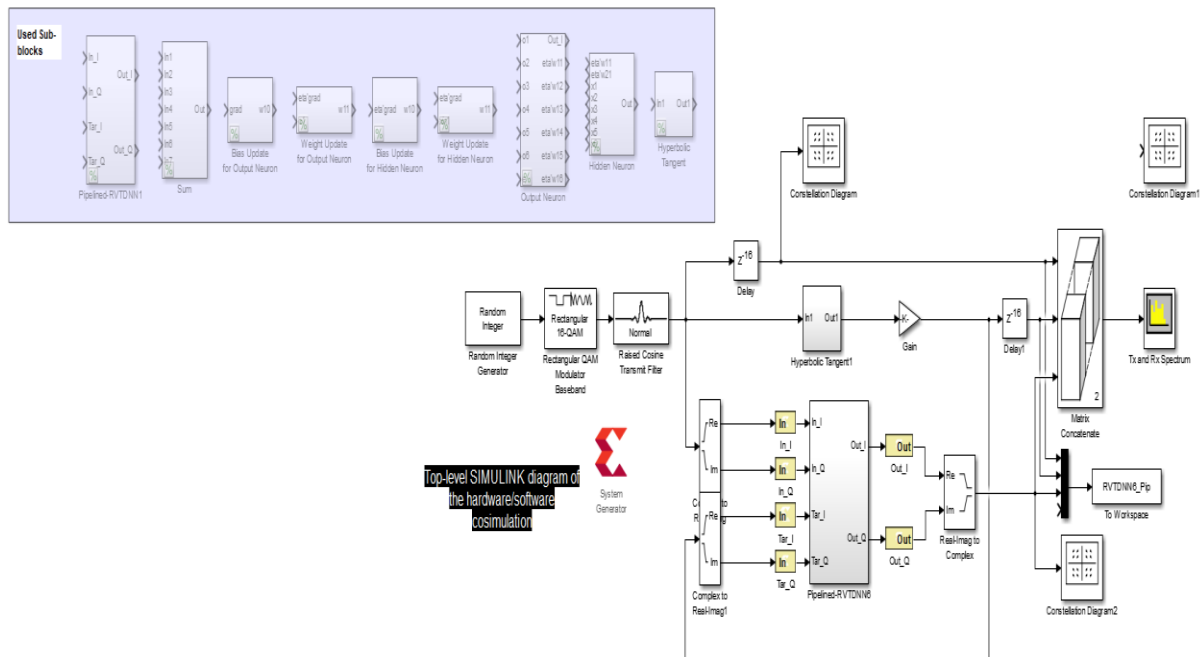 Used Sub-
blocks
In_I
In_Q
Tar_I
Tar_Q
Out_I
Out_Q
Pipelined-RVTDNN1
In1
In2
In3
In4
In5
In6
In7
Out
Sum
grad
w10
Bias Update
for Output Neuron
eta'grad
w11
Weight Update
for Output Neuron
eta'grad
w10
Bias Update
for Hidden Neuron
eta'grad
w11
Weight Update
for Hidden Neuron
o1
o2
o3
o4
o5
o6
Out_I
eta'w11
eta'w12
eta'w13
eta'w14
eta'w15
eta'w16
Output Neuron
eta'w11
eta'w21
x1
x2
x3
x4
x5
Out
Hidden Neuron
In1
Out1
Hyperbolic
Tangent
Constellation Diagram
Constellation Diagram1
z-16
Delay
Random
Integer
Random Integer
Generator
Rectangular
16-QAM
Rectangular QAM
Modulator
Baseband
Normal
Raised Cosine
Transmit Filter
In1
Out1
Hyperbolic Tangent1
-K-
Gain
z-16
Delay1
2
Matrix
Concatenate
Tx and Rx Spectrum
Top-level SIMULINK diagram of
the hardware/software
cosimulation
System
Generator
Re
Im
Re
Im
Complex to
Real-Imag1
In
In_I
In
In_Q
In
Tar_I
In
Tar_Q
In_I
In_Q
Tar_I
Tar_Q
Out_I
Out_Q
Pipelined-RVTDNN6
Out
Out_I
Out
Out_Q
Re
Im
Real-Imag to
Complex
RVTDNN6_Pip
To Workspace
Constellation Diagram2